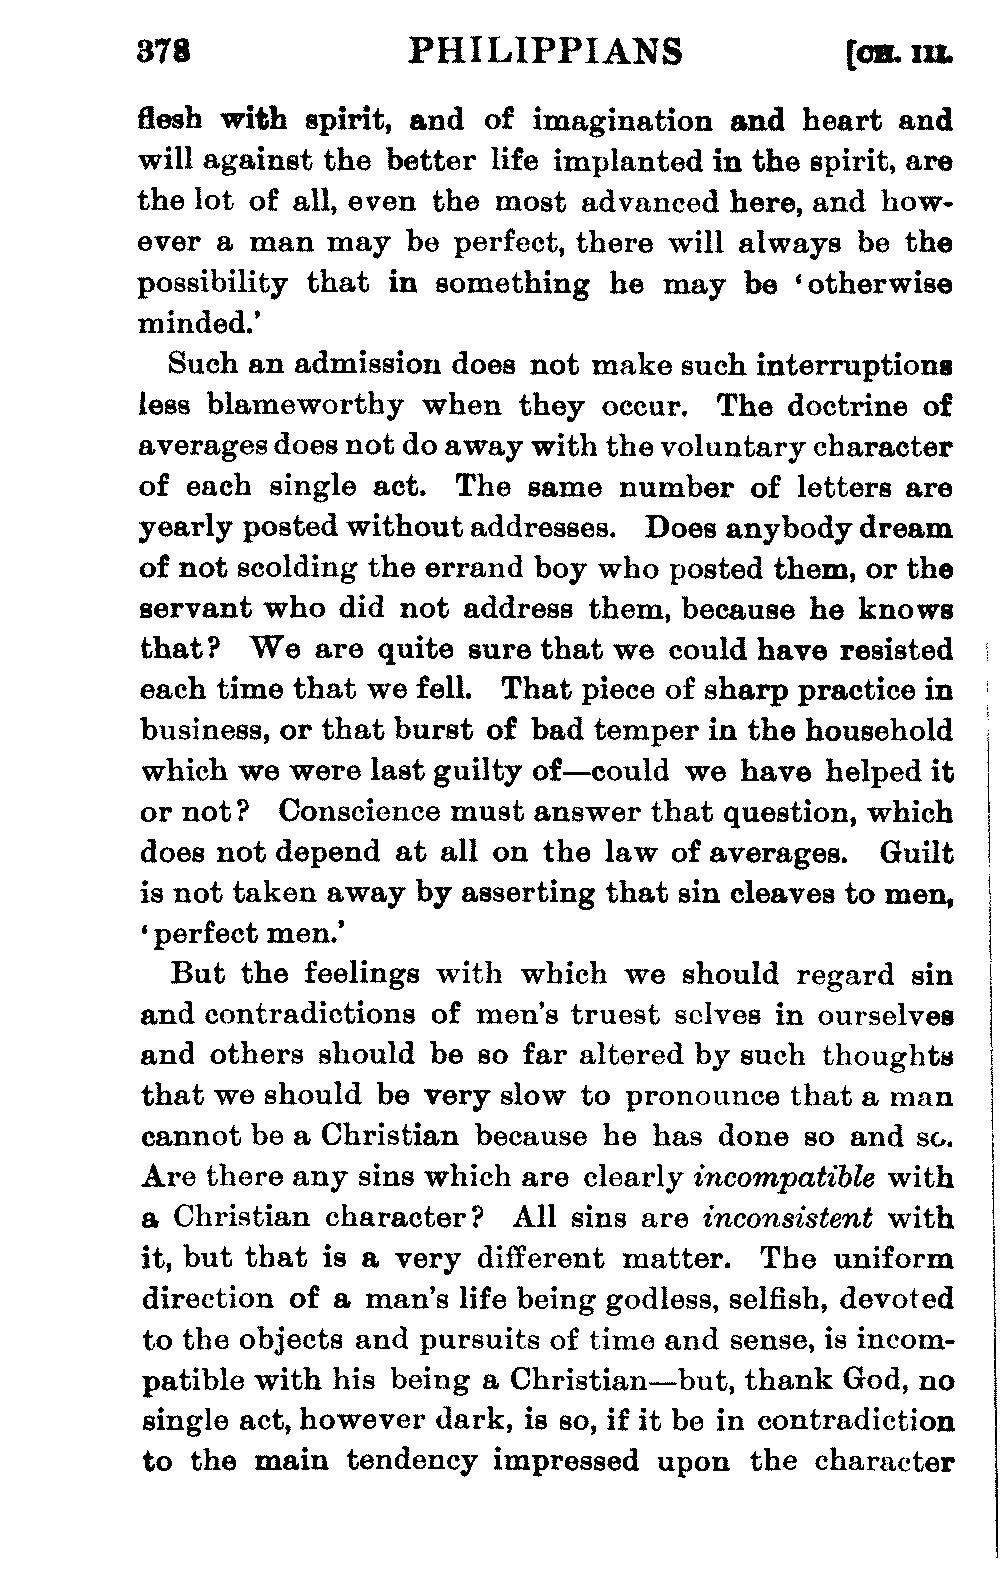 378 PHILIPPIANS [CH. III.
flesh with spirit, and of imagination and heart and
will against the better life implanted in the spirit, are
the lot of all, even the most advanced here, and how-
ever a man may be perfect, there will always be the
possibility that in something he may be ‘otherwise
minded.’
Such an admission does not make such interruptions
less blameworthy when they occur. The doctrine of
averages does not do away with the voluntary character
of each single act. The same number of letters are
yearly posted without addresses. Does anybody dream
of not scolding the errand boy who posted them, or the
servant who did not address them, because he knows
that? We are quite sure that we could have resisted
each time that we fell. That piece of sharp practice in
business, or that burst of bad temper in the household
which we were last guilty of—could we have helped it
or not? Conscience must answer that question, which
does not depend at all on the law of averages. Guilt
is not taken away by asserting that sin cleaves to men,
‘perfect men.’
But the feelings with which we should regard sin
and contradictions of men's truest selves in ourselves
and others should be so far altered by such thoughts
that we should be very slow to pronounce that a man
cannot be a Christian because he has done so and so.
Are there any sins which are clearly incompatible with
a Christian character? All sins are inconsistent with
it, but that is a very different matter. The uniform
direction of a man's life being godless, selfish, devoted
to the objects and pursuits of time and sense, is incom-
patible with his being a Christian—but, thank God, no
single act, however dark, is so, if it be in contradiction
to the main tendency impressed upon the character